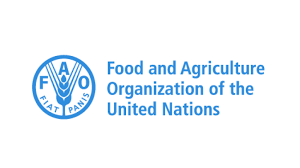 F A O
FIAT PANIS
Food and Agriculture
Organization of the
United Nations